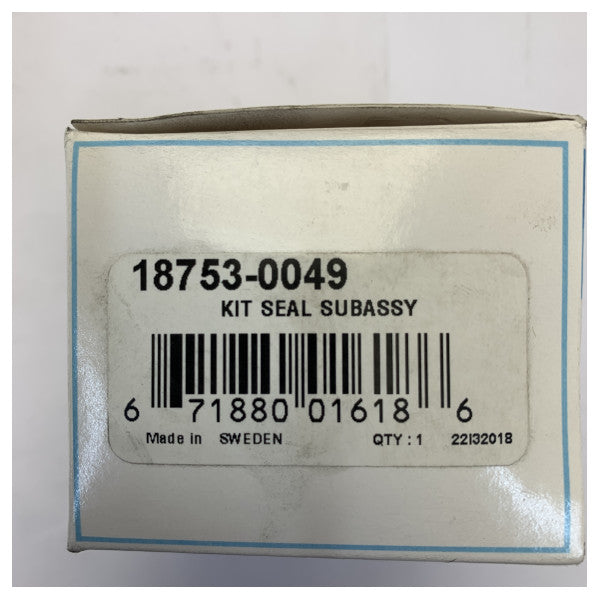 18753-0049
KIT SEAL SUBASSY
6 71880 01618 6
Made in SWEDEN QTY : 1 22I32018